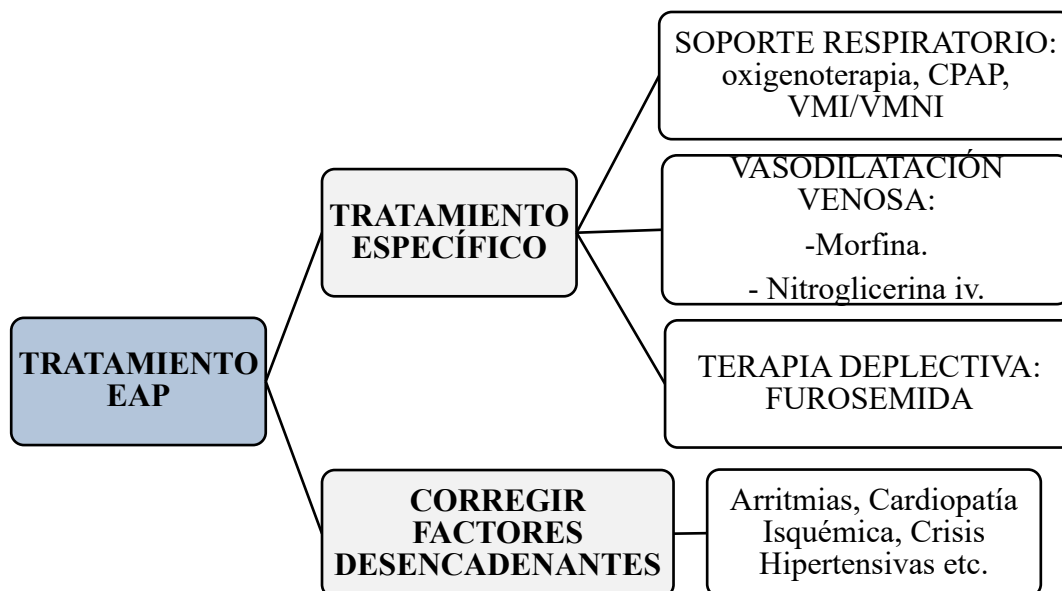 TRATAMIENTO
EAP
TRATAMIENTO
ESPECÍFICO
SOPORTE RESPIRATORIO:
oxigenoterapia, CPAP,
VMI/VMNI
VASODILATACIÓN
VENOSA:
-Morfina.
- Nitroglicerina iv.
TERAPIA DEPLECTIVA:
FUROSEMIDA
CORREGIR
FACTORES
DESENCADENANTES
Arritmias, Cardiopatía
Isquémica, Crisis
Hipertensivas etc.